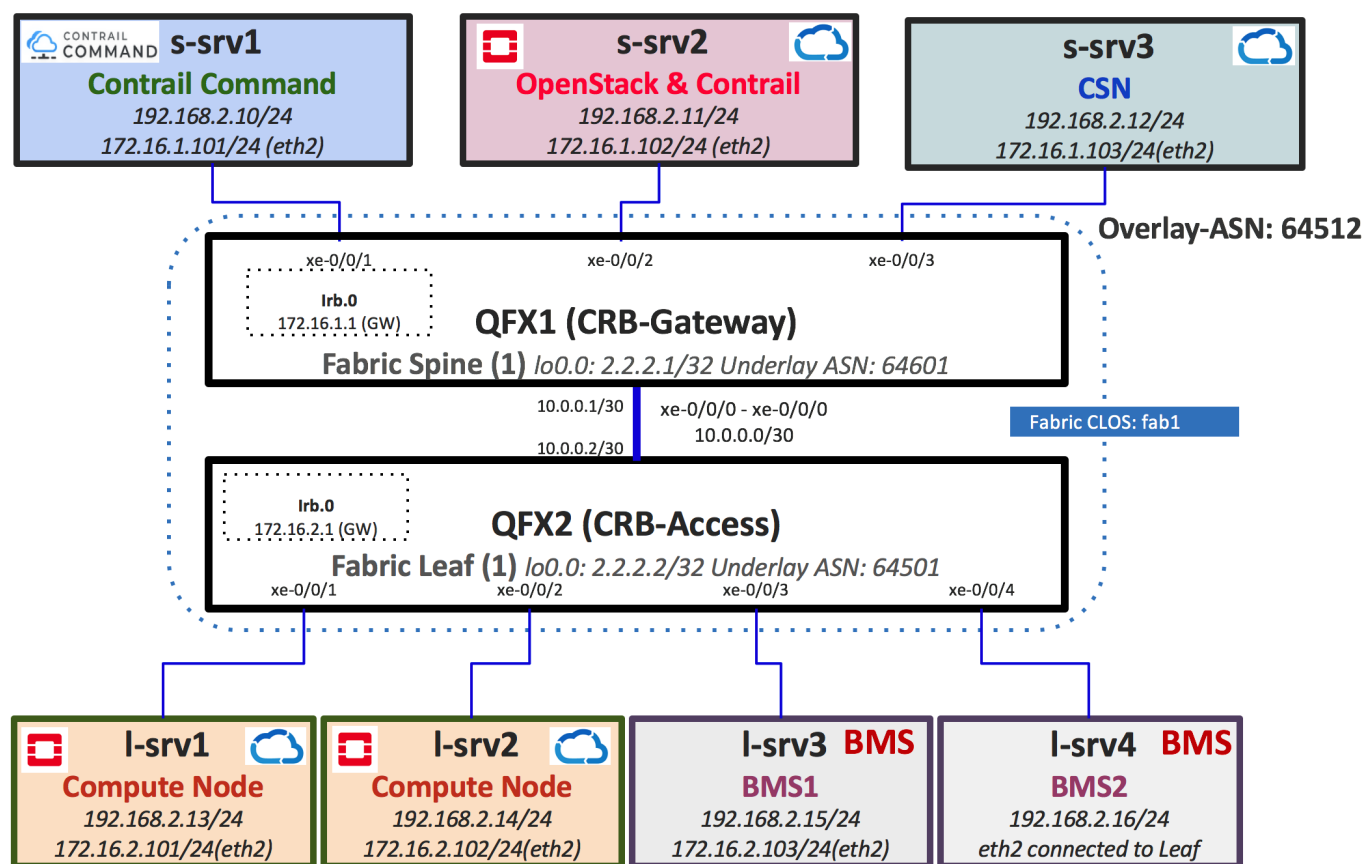 CONTRAIL
COMMAND
s-srv1
Contrail Command
192.168.2.10/24
172.16.1.101/24 (eth2)
s-srv2
OpenStack & Contrail
192.168.2.11/24
172.16.1.102/24 (eth2)
s-srv3
CSN
192.168.2.12/24
172.16.1.103/24(eth2)
Overlay-ASN: 64512
xe-0/0/1
xe-0/0/2
xe-0/0/3
Irb.0
172.16.1.1 (GW)
QFX1 (CRB-Gateway)
Fabric Spine (1) lo0.0: 2.2.2.1/32 Underlay ASN: 64601
10.0.0.1/30
xe-0/0/0 - xe-0/0/0
10.0.0.0/30
10.0.0.2/30
Fabric CLOS: fab1
Irb.0
172.16.2.1 (GW)
QFX2 (CRB-Access)
Fabric Leaf (1) lo0.0: 2.2.2.2/32 Underlay ASN: 64501
xe-0/0/1
xe-0/0/2
xe-0/0/3
xe-0/0/4
l-srv1
Compute Node
192.168.2.13/24
172.16.2.101/24(eth2)
l-srv2
Compute Node
192.168.2.14/24
172.16.2.102/24(eth2)
l-srv3 BMS
BMS1
192.168.2.15/24
172.16.2.103/24(eth2)
l-srv4 BMS
BMS2
192.168.2.16/24
eth2 connected to Leaf